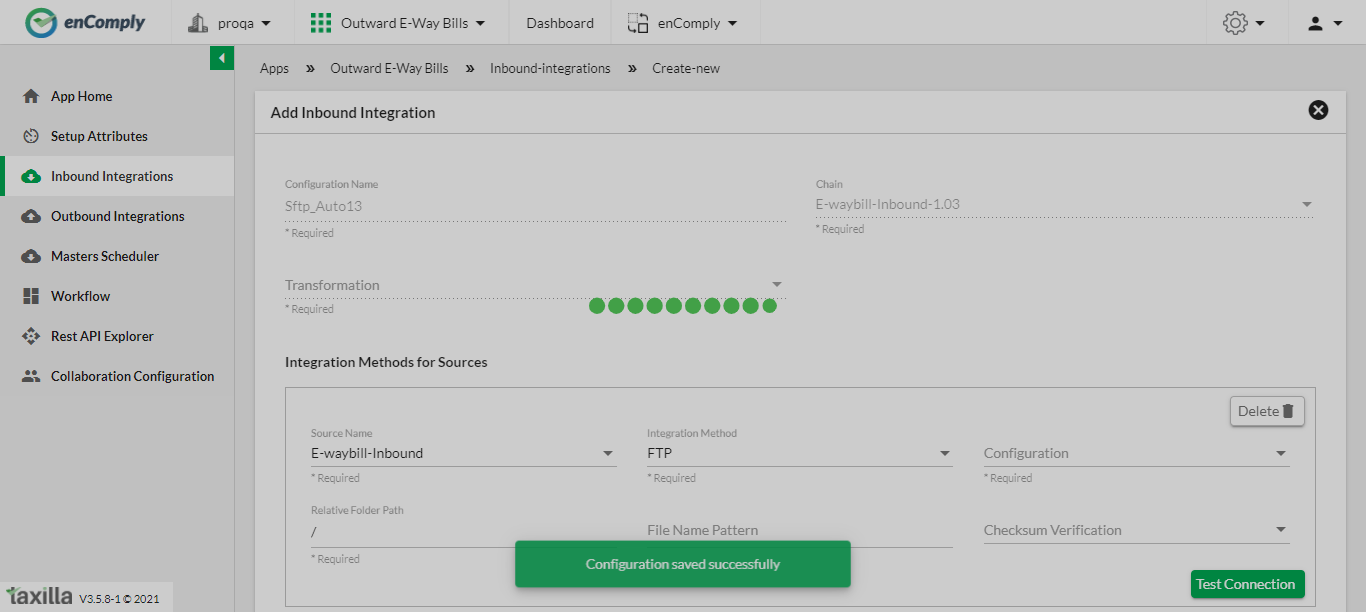 enComply
proqa
Outward E-Way Bills
Dashboard
enComply
Apps » Outward E-Way Bills » Inbound-integrations » Create-new
App Home
Setup Attributes
Inbound Integrations
Outbound Integrations
Masters Scheduler
Workflow
Rest API Explorer
Collaboration Configuration
taxilla V3.5.8-1 © 2021
Add Inbound Integration
Configuration Name
Sftp_Auto13
* Required
Chain
E-waybill-Inbound-1.03
* Required
Transformation
* Required
Integration Methods for Sources
Delete
Source Name
E-waybill-Inbound
* Required
Integration Method
FTP
* Required
Configuration
* Required
Relative Folder Path
/
* Required
File Name Pattern
Checksum Verification
Configuration saved successfully
Test Connection